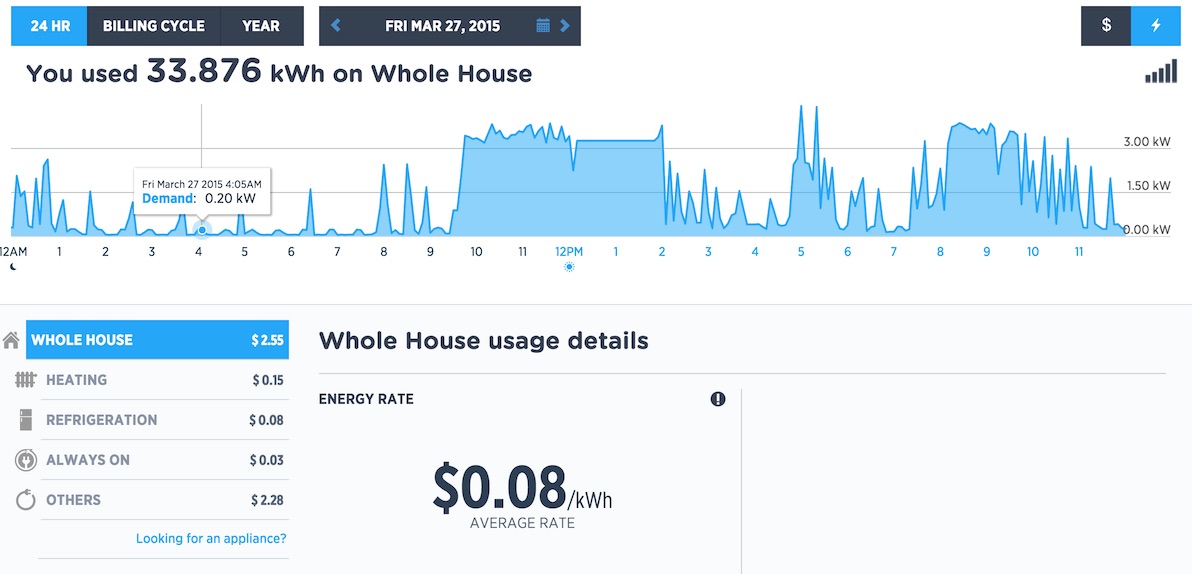 24 HR BILLING CYCLE YEAR FRI MAR 27, 2015 $
You used 33.876 kWh on Whole House
3.00 kW
Fri March 27 2015 4:05AM
Demand: 0.20 kW
1.50 kW
0.00 kW
12AM 1 2 3 4 5 6 7 8 9 10 11 12PM 1 2 3 4 5 6 7 8 9 10 11
WHOLE HOUSE $ 2.55
Whole House usage details
HEATING $ 0.15
ENERGY RATE
REFRIGERATION $ 0.08
ALWAYS ON $ 0.03
OTHERS $ 2.28
$0.08/kWh
AVERAGE RATE
Looking for an appliance?